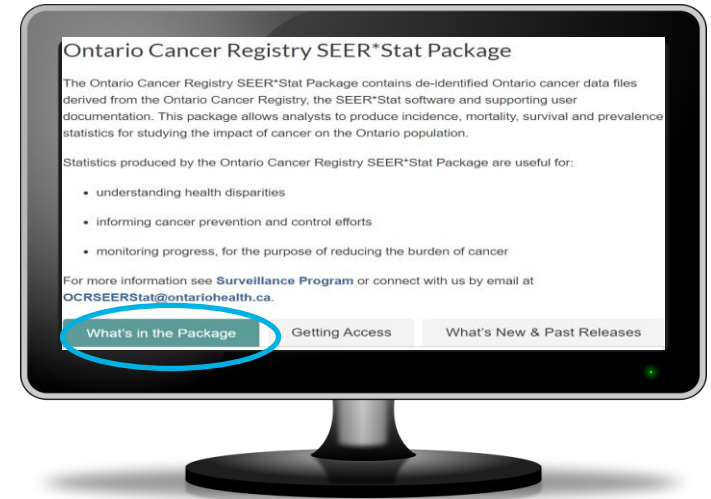 Ontario Cancer Registry SEER*Stat Package
The Ontario Cancer Registry SEER*Stat Package contains de-identified Ontario cancer data files
derived from the Ontario Cancer Registry, the SEER*Stat software and supporting user
documentation. This package allows analysts to produce incidence, mortality, survival and prevalence
statistics for studying the impact of cancer on the Ontario population.
Statistics produced by the Ontario Cancer Registry SEER*Stat Package are useful for:
• understanding health disparities
• informing cancer prevention and control efforts
• monitoring progress, for the purpose of reducing the burden of cancer
For more information see Surveillance Program or connect with us by email at
OCRSEERStat@ontariohealth.ca.
What's in the Package Getting Access What's New & Past Releases